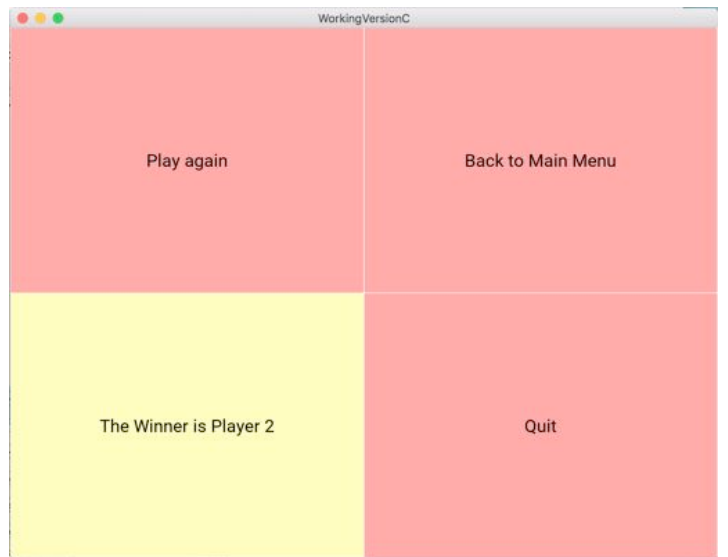 WorkingVersionC
Play again
Back to Main Menu
The Winner is Player 2
Quit